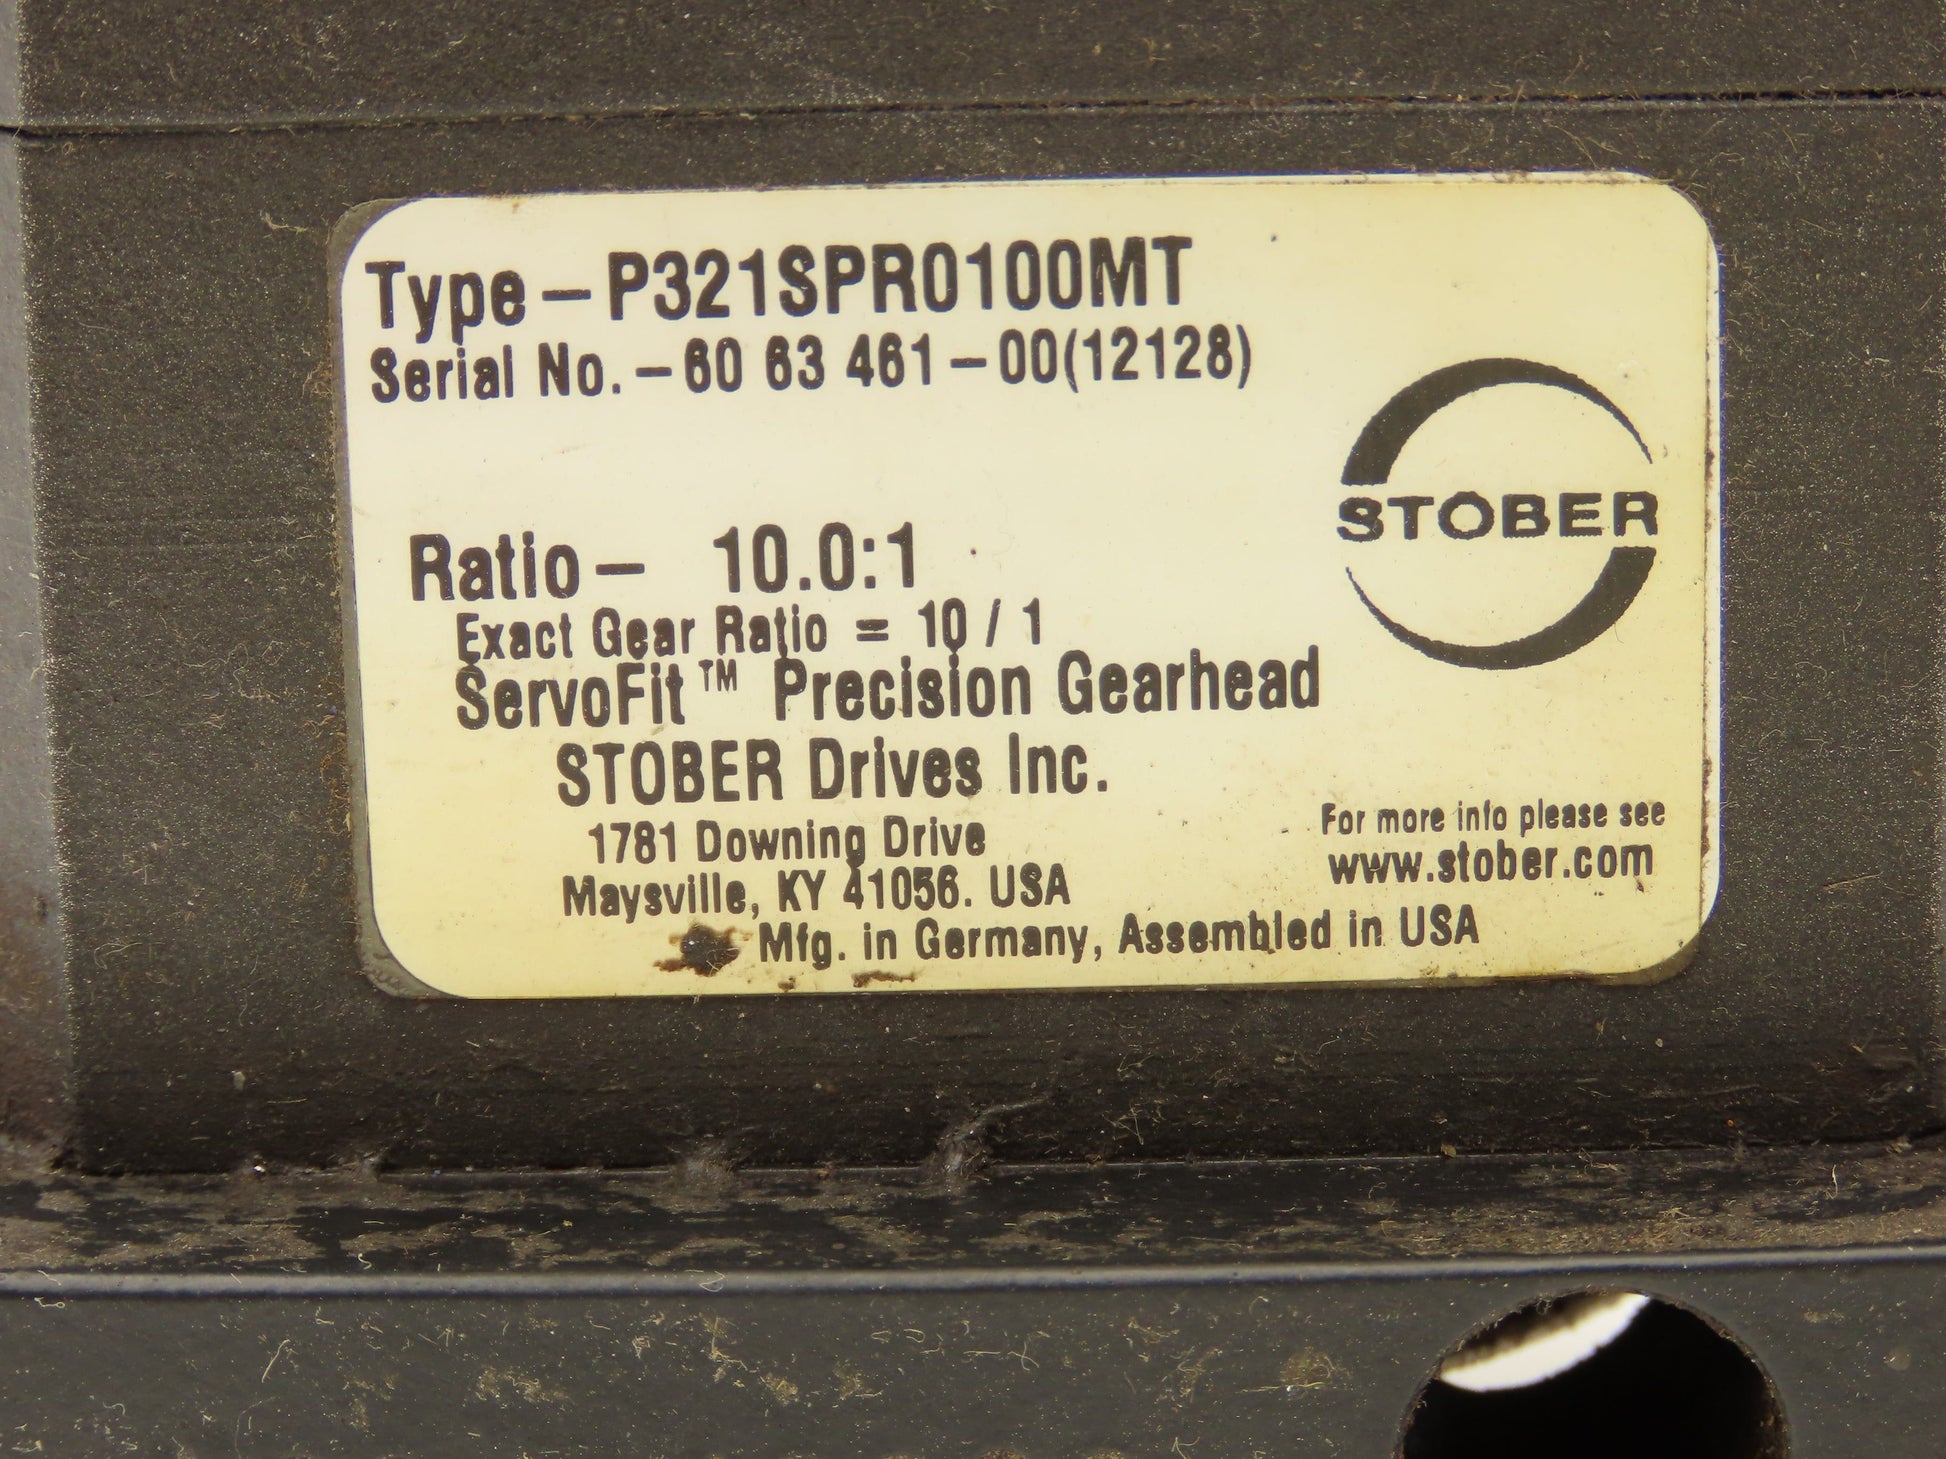 Type – P321SPR0100MT
Serial No. – 60 63 461 – 00(12128)
STOBER
Ratio – 10.0:1
Exact Gear Ratio = 10 / 1
ServoFit™ Precision Gearhead
STOBER Drives Inc.
1781 Downing Drive
Maysville, KY 41056. USA
Mfg. in Germany, Assembled in USA
For more info please see
www.stober.com